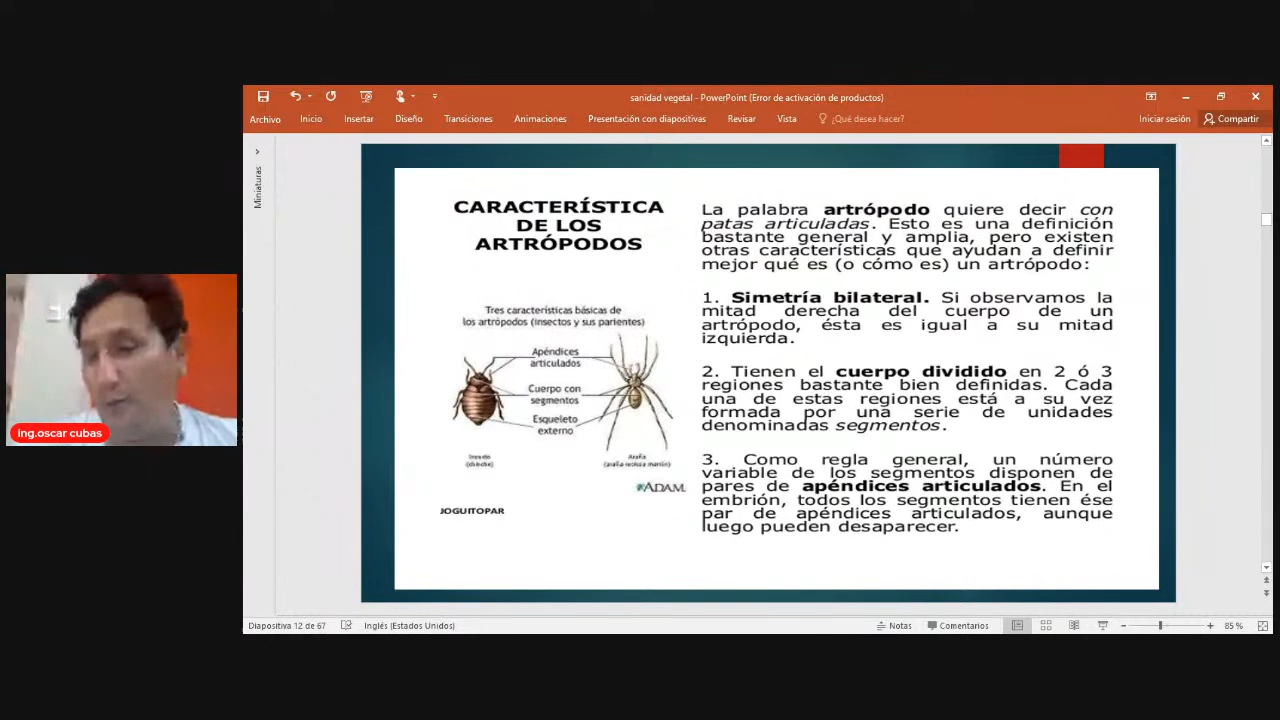 sanidad vegetal - PowerPoint (Error de activación de productos)
Archivo Inicio Insertar Diseño Transiciones Animaciones Presentación con diapositivas Revisar Vista ¿Qué desea hacer? Iniciar sesión Compartir
Miniaturas
CARACTERÍSTICA
DE LOS
ARTRÓPODOS
Tres características básicas de
los artrópodos (insectos y sus parientes)
Apéndices
articulados
Cuerpo con
segmentos
Esqueleto
externo
Insecto
(chinche)
Araña
(araña reclusa marrón)
ADAM.
JOGUITOPAR
La palabra artrópodo quiere decir con
patas articuladas. Esto es una definición
bastante general y amplia, pero existen
otras características que ayudan a definir
mejor qué es (o cómo es) un artrópodo:
1. Simetría bilateral. Si observamos la
mitad derecha del cuerpo de un
artrópodo, ésta es igual a su mitad
izquierda.
2. Tienen el cuerpo dividido en 2 ó 3
regiones bastante bien definidas. Cada
una de estas regiones está a su vez
formada por una serie de unidades
denominadas segmentos.
3. Como regla general, un número
variable de los segmentos disponen de
pares de apéndices articulados. En el
embrión, todos los segmentos tienen ése
par de apéndices articulados, aunque
luego pueden desaparecer.
ing.oscar cubas
Diapositiva 12 de 67 Inglés (Estados Unidos) Notas Comentarios 85 %